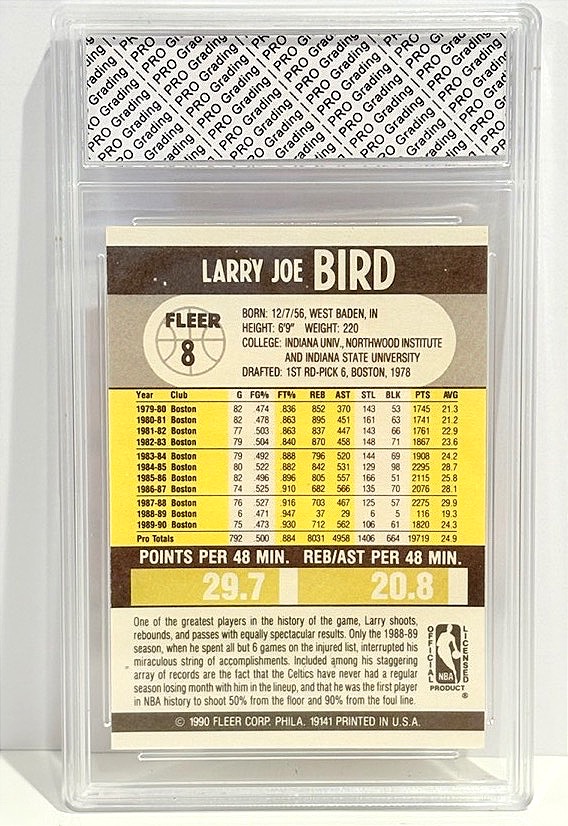 PRO Grading PRO Grading PRO Grading PRO Grading
LARRY JOE BIRD
FLEER
8
BORN: 12/7/56, WEST BADEN, IN
HEIGHT: 6'9" WEIGHT: 220
COLLEGE: INDIANA UNIV., NORTHWOOD INSTITUTE
AND INDIANA STATE UNIVERSITY
DRAFTED: 1ST RD-PICK 6, BOSTON, 1978
Year Club G FG% FT% REB AST STL BLK PTS AVG
1979-80 Boston 82 .474 .836 852 370 143 53 1745 21.3
1980-81 Boston 82 .478 .863 895 451 161 63 1741 21.2
1981-82 Boston 77 .503 .863 837 447 143 66 1761 22.9
1982-83 Boston 79 .504 .840 870 458 148 71 1867 23.6
1983-84 Boston 79 .492 .888 796 520 144 69 1908 24.2
1984-85 Boston 80 .522 .882 842 531 129 98 2295 28.7
1985-86 Boston 82 .496 .896 805 557 166 51 2115 25.8
1986-87 Boston 74 .525 .910 682 566 135 70 2076 28.1
1987-88 Boston 76 .527 .916 703 467 125 57 2275 29.9
1988-89 Boston 6 .471 .947 37 29 6 5 116 19.3
1989-90 Boston 75 .473 .930 712 562 106 61 1820 24.3
Pro Totals 792 .500 .884 8031 4958 1406 664 19719 24.9
POINTS PER 48 MIN. REB/AST PER 48 MIN.
29.7 20.8
One of the greatest players in the history of the game, Larry shoots,
rebounds, and passes with equally spectacular results. Only the 1988-89
season, when he spent all but 6 games on the injured list, interrupted his
miraculous string of accomplishments. Included among his staggering
array of records are the fact that the Celtics have never had a regular
season losing month with him in the lineup, and that he was the first player
in NBA history to shoot 50% from the floor and 90% from the foul line.
OFFICIAL LICENSED
NBA
PRODUCT ®
© 1990 FLEER CORP. PHILA. 19141 PRINTED IN U.S.A.